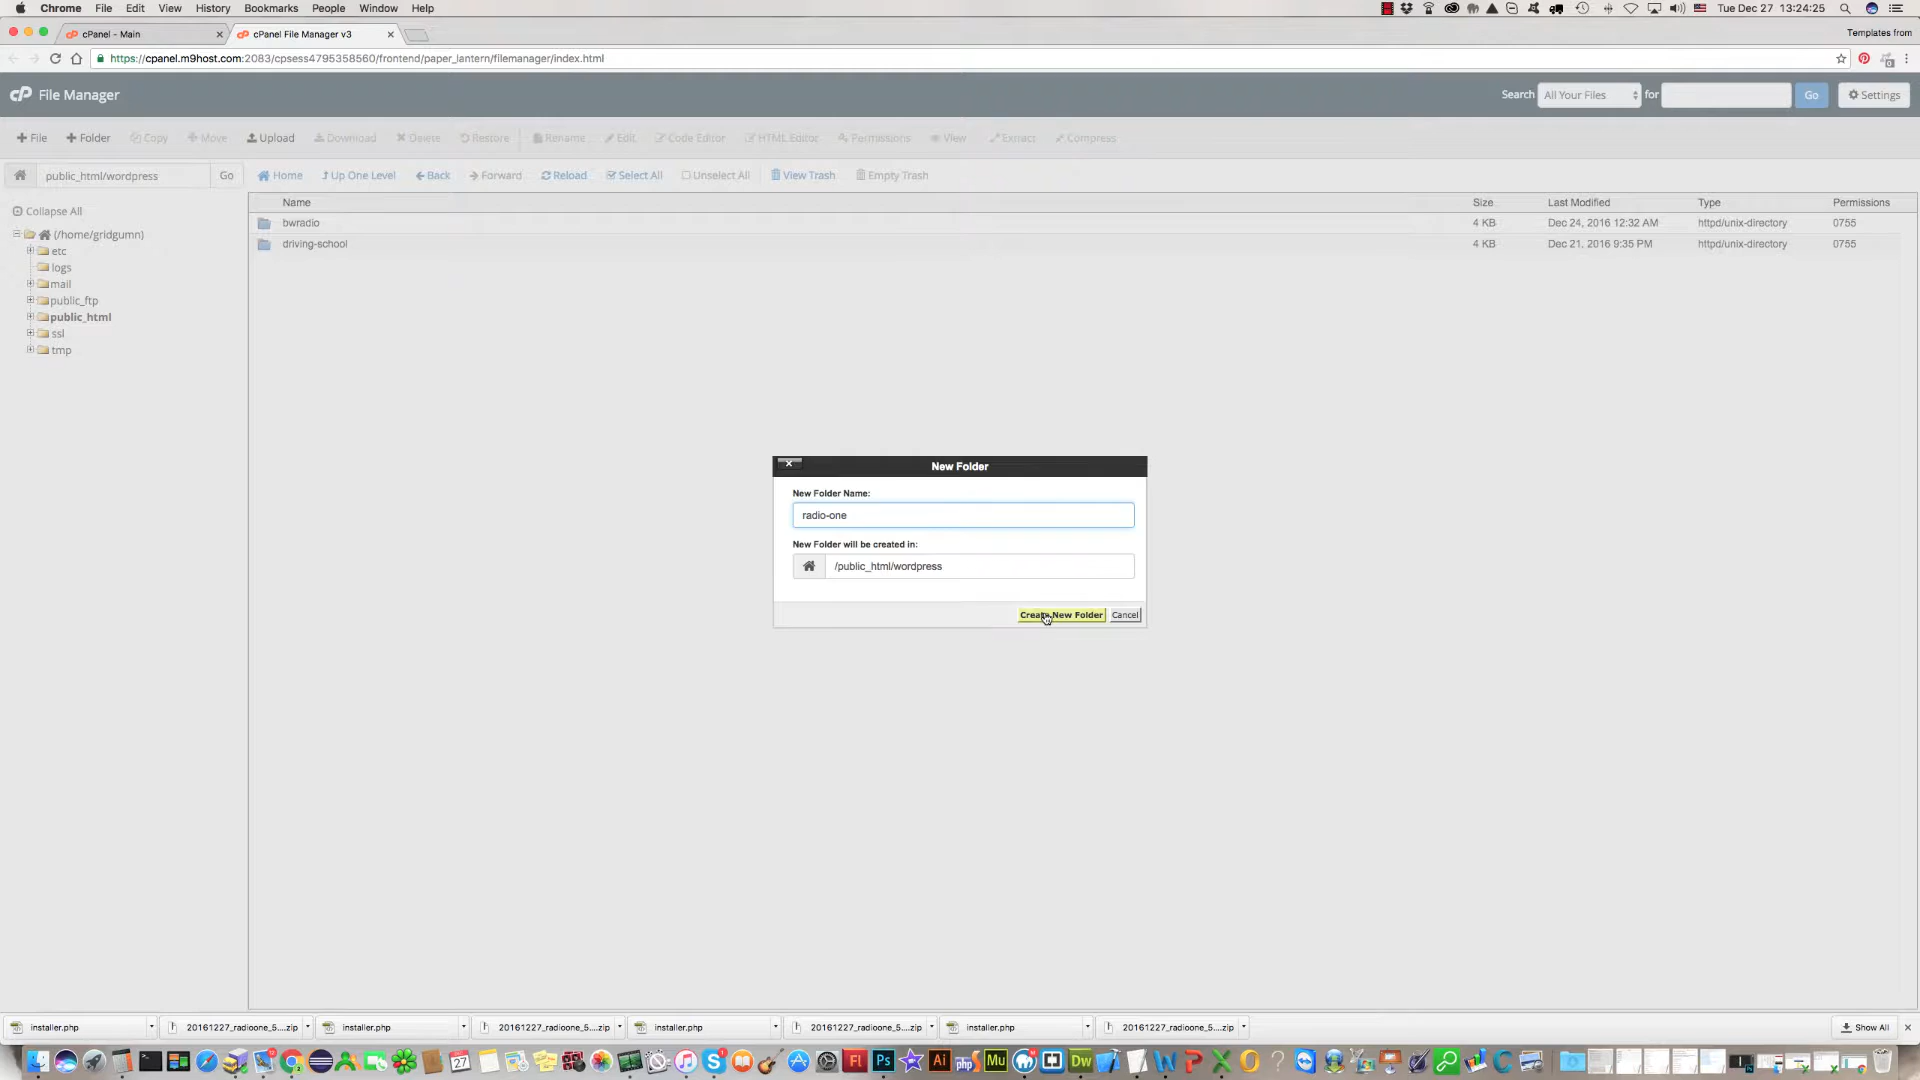 Chrome File Edit View History Bookmarks People Window Help Tue Dec 27 13:24:25
cPanel - Main cPanel File Manager v3 Templates from
https://cpanel.m9host.com:2083/cpsess4795358560/frontend/paper_lantern/filemanager/index.html
cP File Manager Search All Your Files for Go Settings
File Folder Copy Move Upload Download Delete Restore Rename Edit Code Editor HTML Editor Permissions View Extract Compress
public_html/wordpress Go Home Up One Level Back Forward Reload Select All Unselect All View Trash Empty Trash
Collapse All
(/home/gridgumn)
etc
logs
mail
public_ftp
public_html
ssl
tmp
Name Size Last Modified Type Permissions
bwradio 4 KB Dec 24, 2016 12:32 AM httpd/unix-directory 0755
driving-school 4 KB Dec 21, 2016 9:35 PM httpd/unix-directory 0755
New Folder
New Folder Name:
radio-one
New Folder will be created in:
/public_html/wordpress
Create New Folder Cancel
installer.php 20161227_radioone_5....zip installer.php 20161227_radioone_5....zip installer.php 20161227_radioone_5....zip installer.php 20161227_radioone_5....zip Show All
27 Fl Ps Ai php Mu Dw